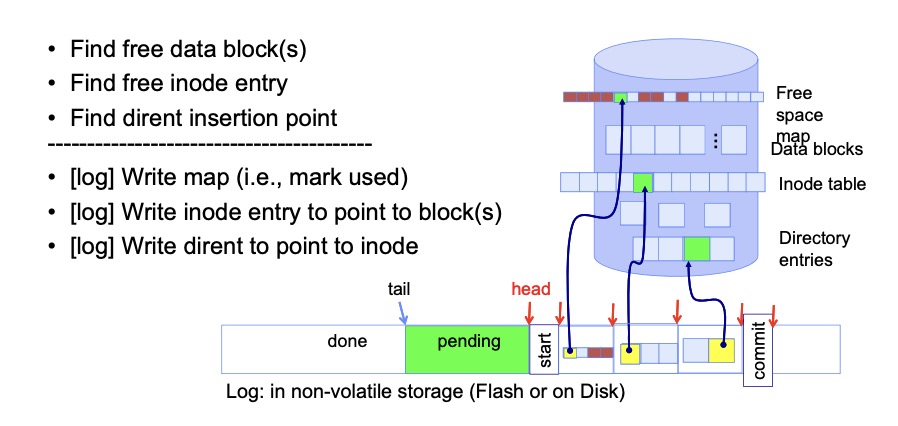 • Find free data block(s)
• Find free inode entry
• Find dirent insertion point
-----------------------------------------
• [log] Write map (i.e., mark used)
• [log] Write inode entry to point to block(s)
• [log] Write dirent to point to inode
Free
space
map
Data blocks
Inode table
Directory
entries
tail
head
done
pending
start
commit
Log: in non-volatile storage (Flash or on Disk)